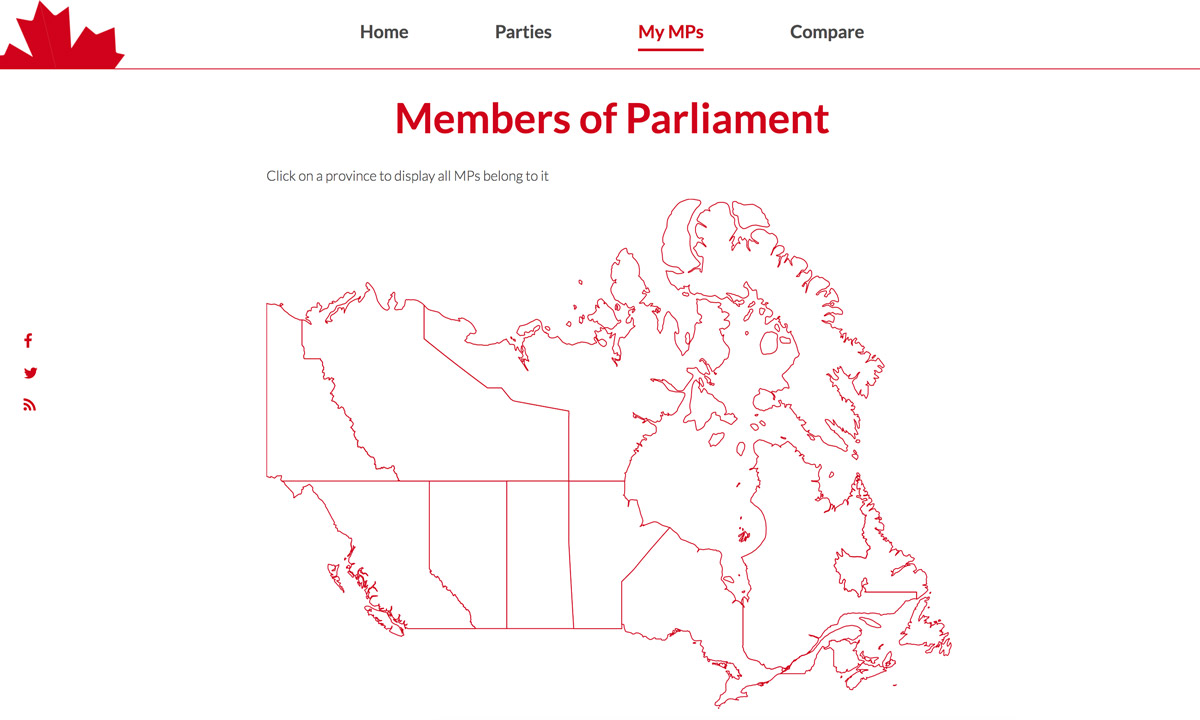 Home
Parties
My MPs
Compare
Members of Parliament
Click on a province to display all MPs belong to it